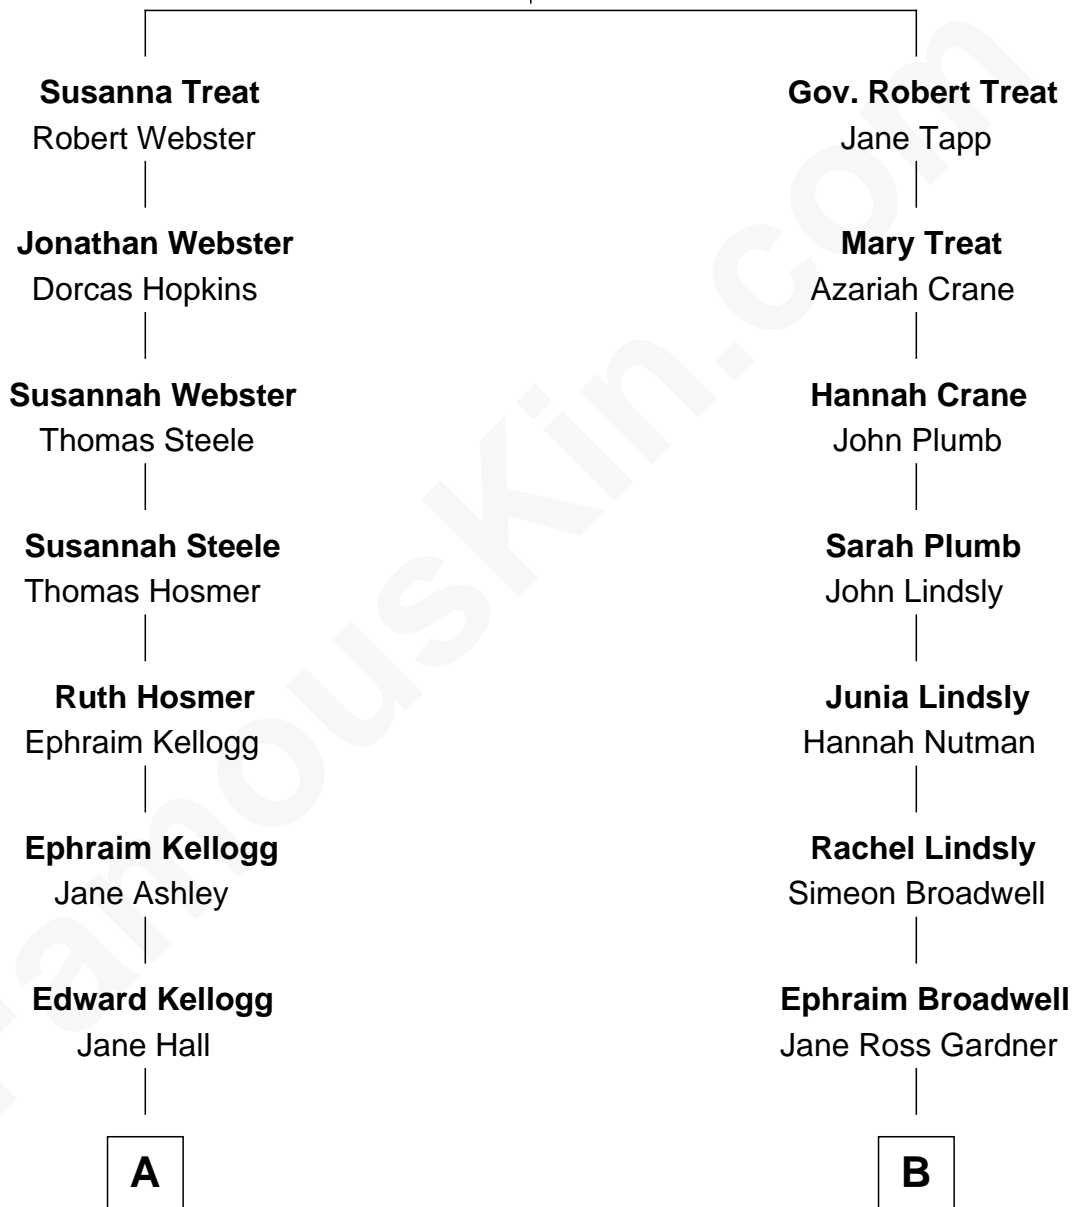 Susanna Treat
Robert Webster
Gov. Robert Treat
Jane Tapp
Jonathan Webster
Dorcas Hopkins
Mary Treat
Azariah Crane
Susannah Webster
Thomas Steele
Hannah Crane
John Plumb
Susannah Steele
Thomas Hosmer
Sarah Plumb
John Lindsly
Ruth Hosmer
Ephraim Kellogg
Junia Lindsly
Hannah Nutman
Ephraim Kellogg
Jane Ashley
Rachel Lindsly
Simeon Broadwell
Edward Kellogg
Jane Hall
Ephraim Broadwell
Jane Ross Gardner
A
B
FamousKin.com